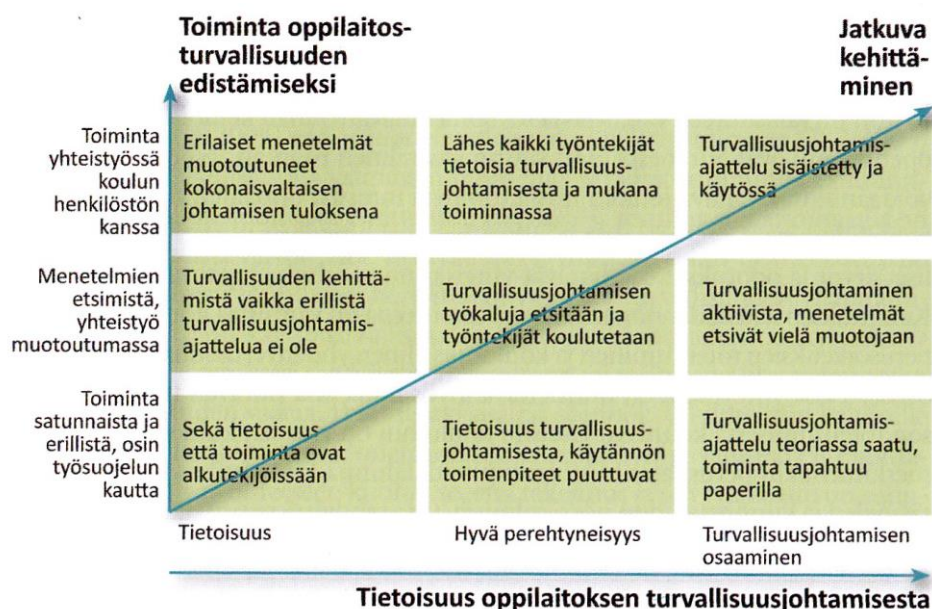 Toiminta oppilaitos-
turvallisuuden
edistämiseksi
Jatkuva
kehittä-
minen
Toiminta
yhteistyössä
koulun
henkilöstön
kanssa
Erilaiset menetelmät
muotoutuneet
kokonaisvaltaisen
johtamisen tuloksena
Lähes kaikki työntekijät
tietoisia turvallisuus-
johtamisesta ja mukana
toiminnassa
Turvallisuusjohtamis-
ajattelu sisäistetty ja
käytössä
Menetelmien
etsimistä,
yhteistyö
muotoutumassa
Turvallisuuden kehittä-
mistä vaikka erillistä
turvallisuusjohtamis-
ajattelua ei ole
Turvallisuusjohtamisen
työkaluja etsitään ja
työntekijät koulutetaan
Turvallisuusjohtaminen
aktiivista, menetelmät
etsivät vielä muotojaan
Toiminta
satunnaista ja
erillistä, osin
työsuojelun
kautta
Sekä tietoisuus
että toiminta ovat
alkutekijöissään
Tietoisuus turvallisuus-
johtamisesta, käytännön
toimenpiteet puuttuvat
Turvallisuusjohtamis-
ajattelu teoriassa saatu,
toiminta tapahtuu
paperilla
Tietoisuus
Hyvä perehtyneisyys
Turvallisuusjohtamisen
osaaminen
Tietoisuus oppilaitoksen turvallisuusjohtamisesta